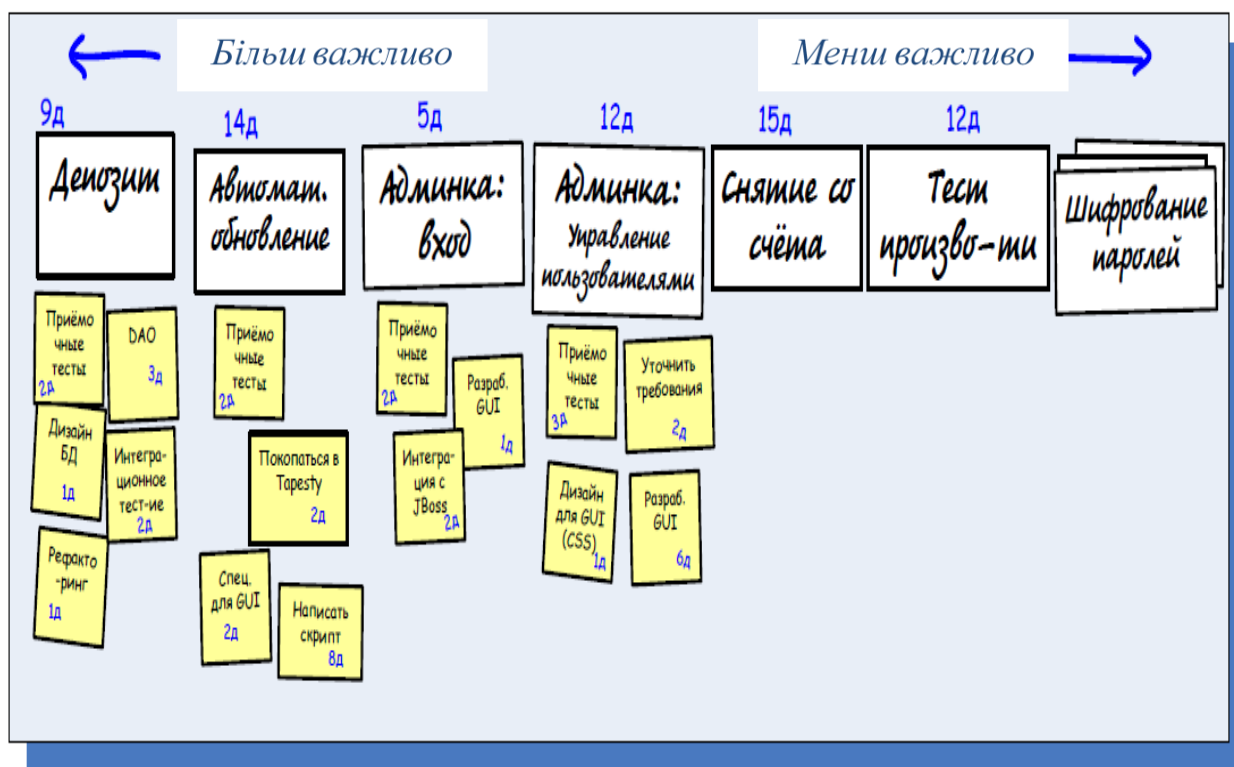 Більш важливо
Менш важливо
9д
Депозит
Приёмо
чные
тесты
2д
DAO
3д
Дизайн
БД
1д
Интегра-
ционное
тест-ие
2д
Рефакто
-ринг
1д
14д
Автомат.
обновление
Приёмо
чные
тесты
2д
Покопаться в
Tapesty
2д
Спец.
для GUI
2д
Написать
скрипт
8д
5д
Админка:
вход
Приёмо
чные
тесты
2д
Разраб.
GUI
1д
Интегра-
ция с
JBoss
2д
12д
Админка:
Управление
пользователями
Приёмо
чные
тесты
3д
Уточнить
требования
2д
Дизайн
для GUI
(CSS)
1д
Разраб.
GUI
6д
15д
Снятие со
счёта
12д
Тест
произво-ти
Шифрование
паролей